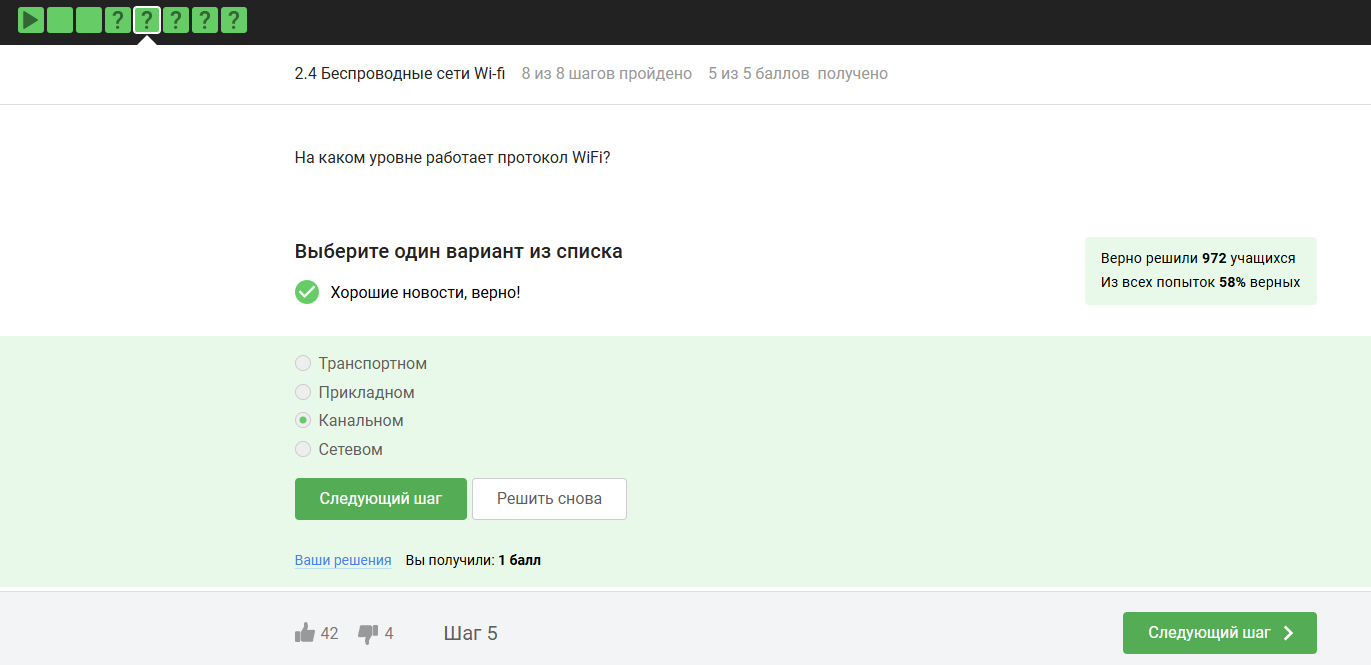 ? ? ? ? ?
2.4 Беспроводные сети Wi-fi 8 из 8 шагов пройдено 5 из 5 баллов получено
На каком уровне работает протокол WiFi?
Выберите один вариант из списка
Хорошие новости, верно!
Верно решили 972 учащихся
Из всех попыток 58% верных
Транспортном
Прикладном
Канальном
Сетевом
Следующий шаг Решить снова
Ваши решения Вы получили: 1 балл
42 4 Шаг 5 Следующий шаг